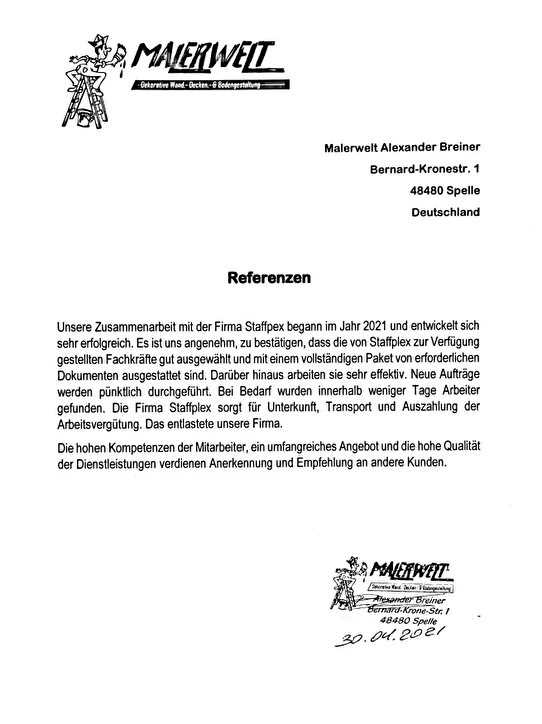 MALERWELT
Dekorative Wand.- Decken.- & Bodengestaltung
Malerwelt Alexander Breiner
Bernard-Kronestr. 1
48480 Spelle
Deutschland
Referenzen
Unsere Zusammenarbeit mit der Firma Staffpex begann im Jahr 2021 und entwickelt sich
sehr erfolgreich. Es ist uns angenehm, zu bestätigen, dass die von Staffplex zur Verfügung
gestellten Fachkräfte gut ausgewählt und mit einem vollständigen Paket von erforderlichen
Dokumenten ausgestattet sind. Darüber hinaus arbeiten sie sehr effektiv. Neue Aufträge
werden pünktlich durchgeführt. Bei Bedarf wurden innerhalb weniger Tage Arbeiter
gefunden. Die Firma Staffplex sorgt für Unterkunft, Transport und Auszahlung der
Arbeitsvergütung. Das entlastete unsere Firma.
Die hohen Kompetenzen der Mitarbeiter, ein umfangreiches Angebot und die hohe Qualität
der Dienstleistungen verdienen Anerkennung und Empfehlung an andere Kunden.
MALERWELT
Dekorative Wand.- Decken.- & Bodengestaltung
Alexander Breiner
Bernard-Krone-Str. 1
48480 Spelle
30.04.2021